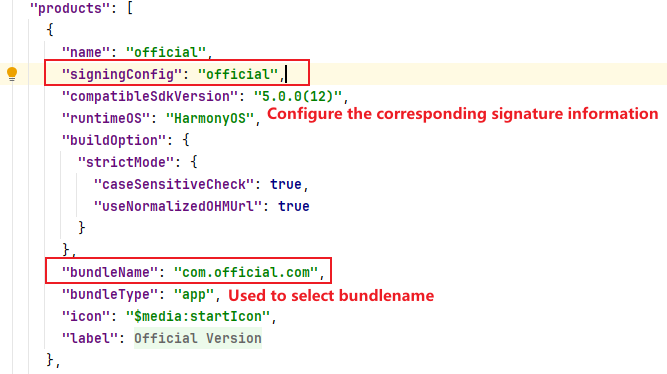 "products": [
{
"name": "official",
"signingConfig": "official",
"compatibleSdkVersion": "5.0.0(12)",
"runtimeOS": "HarmonyOS", Configure the corresponding signature information
"buildOption": {
"strictMode": {
"caseSensitiveCheck": true,
"useNormalizedOHMUrl": true
}
},
"bundleName": "com.official.com",
"bundleType": "app", Used to select bundlename
"icon": "$media:startIcon",
"label": Official Version
},